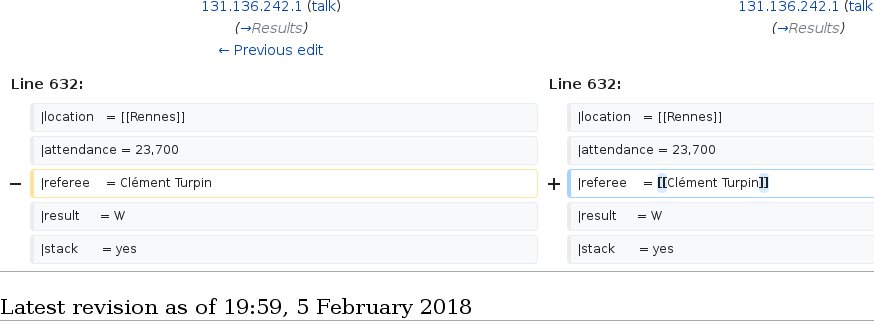 131.136.242.1 (talk) 131.136.242.1 (talk
(→Results) (→Results)
← Previous edit
Line 632: Line 632:
|location = [[Rennes]] |location = [[Rennes]]
|attendance = 23,700 |attendance = 23,700
− |referee = Clément Turpin + |referee = [[Clément Turpin]]
|result = W |result = W
|stack = yes |stack = yes
Latest revision as of 19:59, 5 February 2018